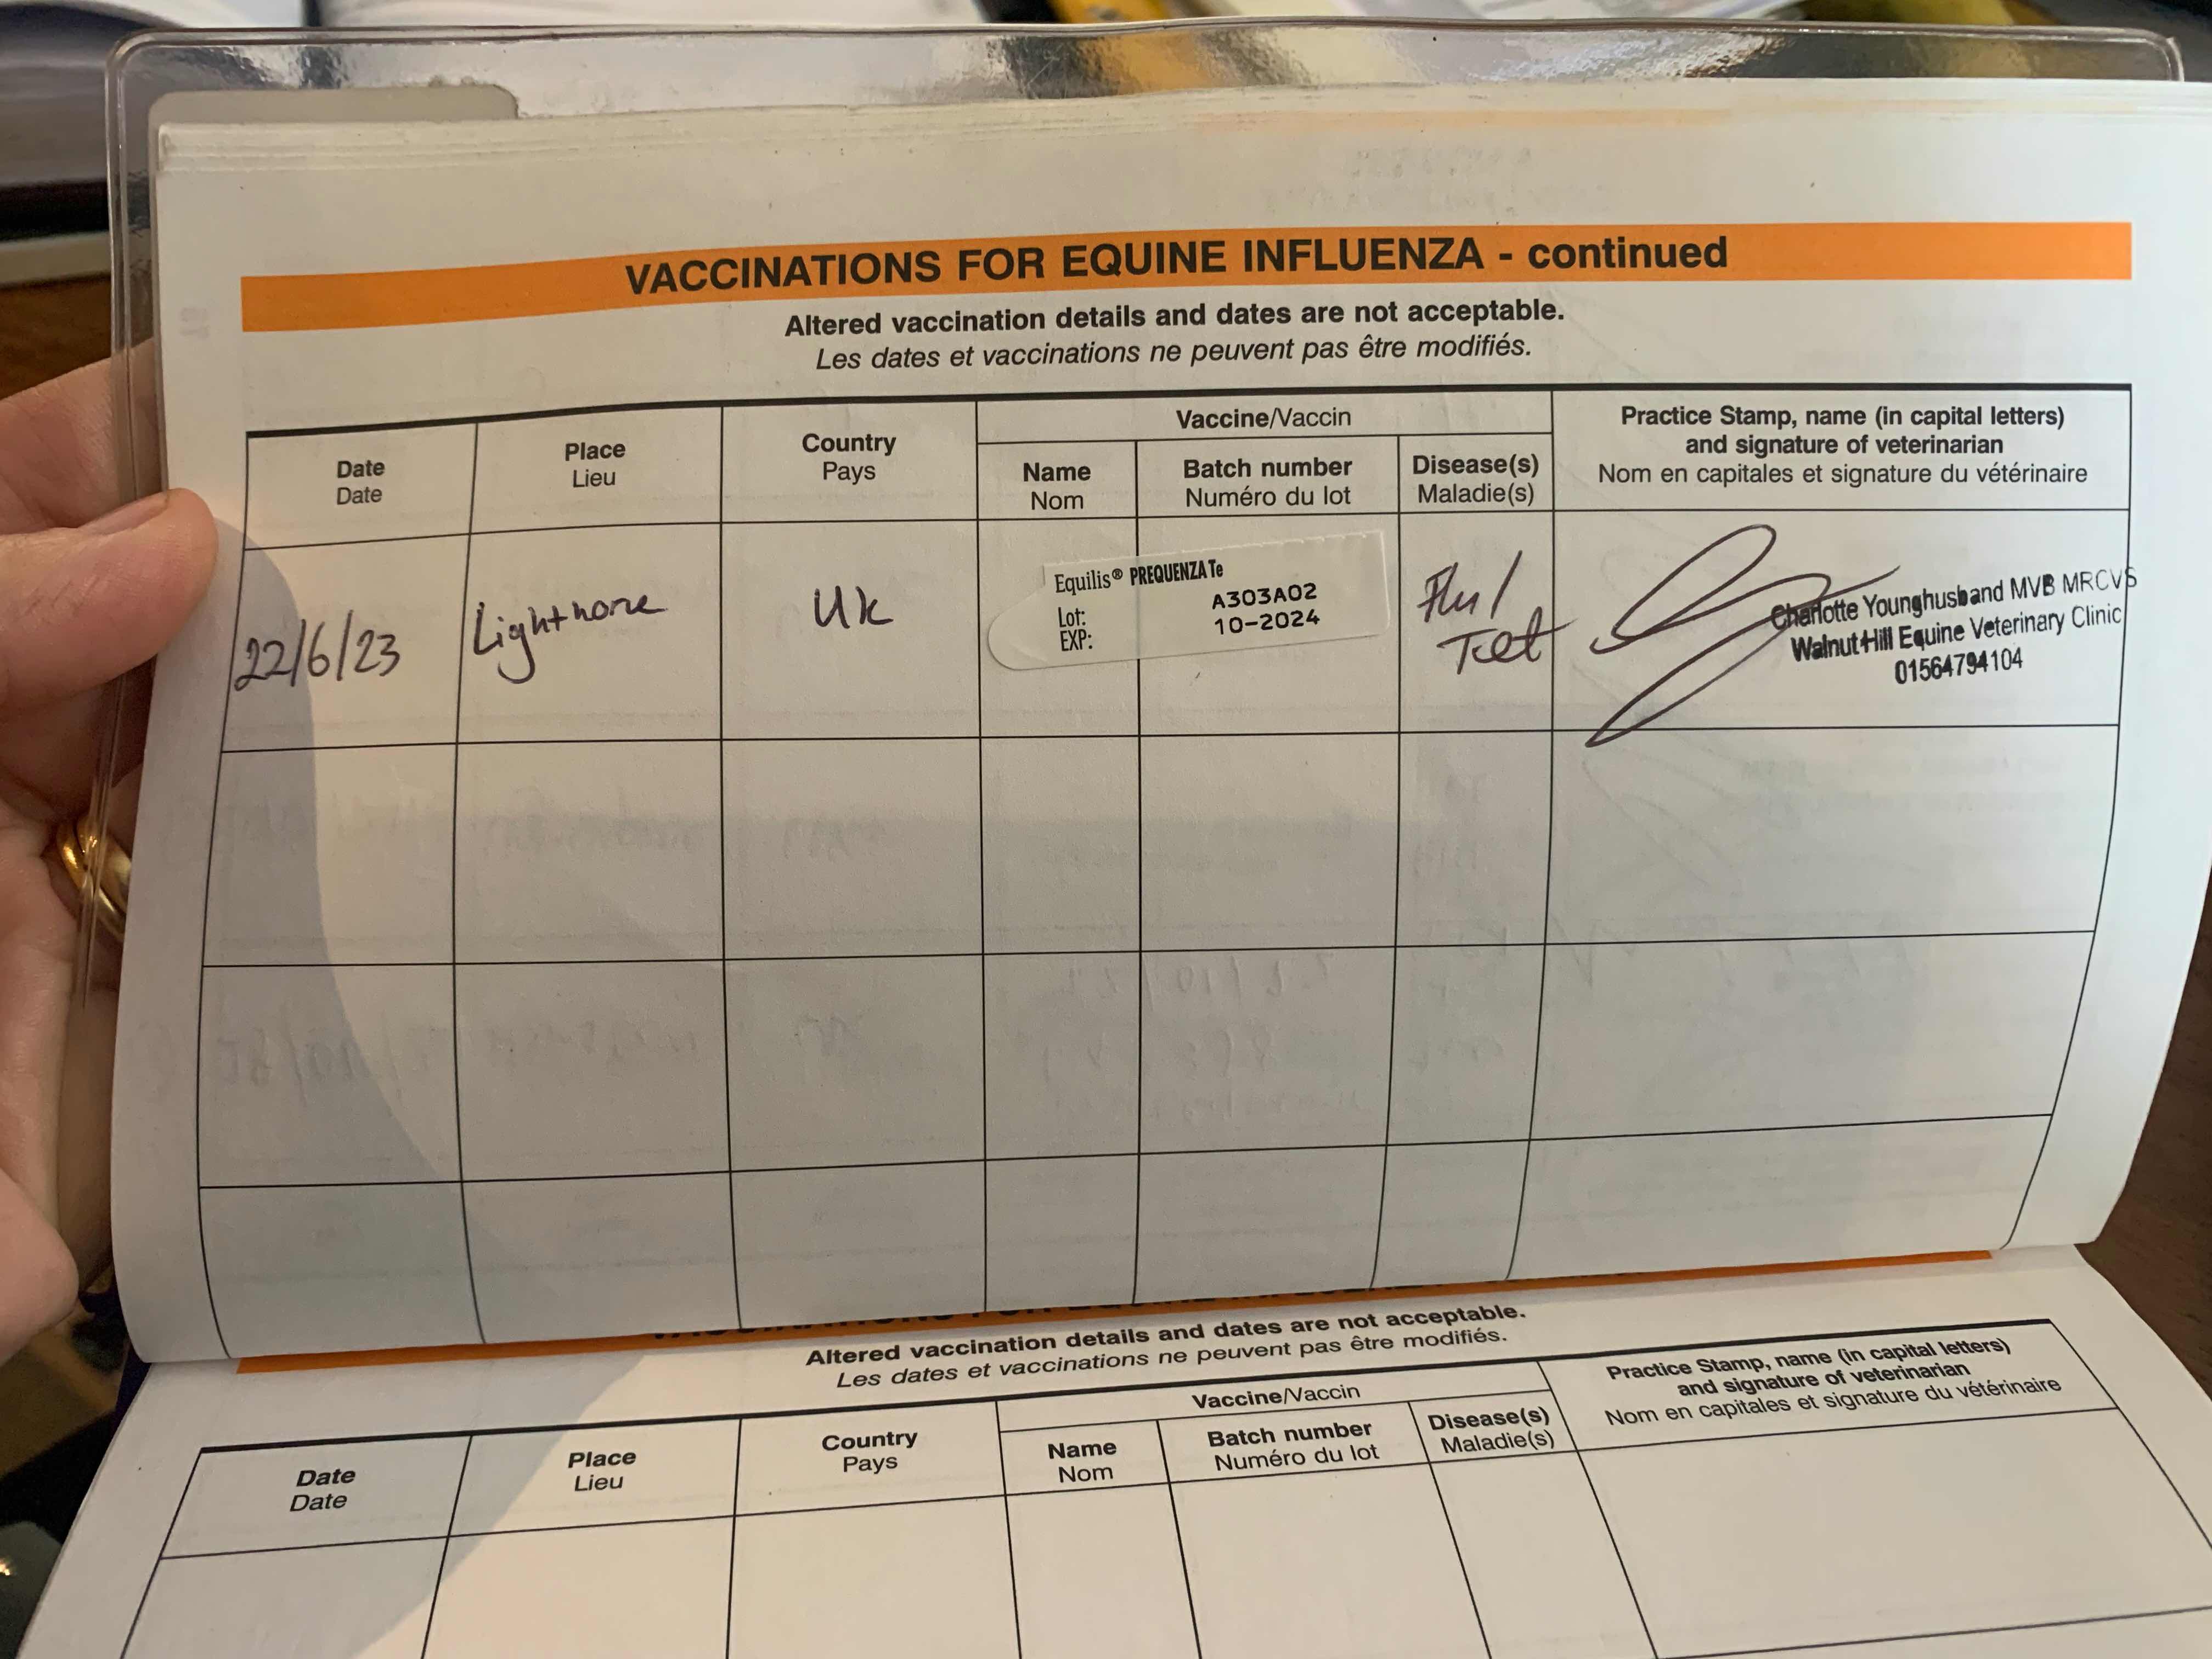 VACCINATIONS FOR EQUINE INFLUENZA - continued
Altered vaccination details and dates are not acceptable.
Les dates et vaccinations ne peuvent pas être modifiés.
Date
Date
Place
Lieu
Country
Pays
Vaccine/Vaccin
Name
Nom
Batch number
Numéro du lot
Disease(s)
Maladie(s)
Practice Stamp, name (in capital letters)
and signature of veterinarian
Nom en capitales et signature du vétérinaire
22/6/23
Lighthorne
UK
Equilis® PREQUENZA Te
Lot: A303A02
EXP: 10-2024
Flu/
Tet
Charlotte Younghusband MVB MRCVS
Walnut Hill Equine Veterinary Clinic
01564794104
Altered vaccination details and dates are not acceptable.
Les dates et vaccinations ne peuvent pas être modifiés.
Date
Date
Place
Lieu
Country
Pays
Vaccine/Vaccin
Name
Nom
Batch number
Numéro du lot
Disease(s)
Maladie(s)
Practice Stamp, name (in capital letters)
and signature of veterinarian
Nom en capitales et signature du vétérinaire